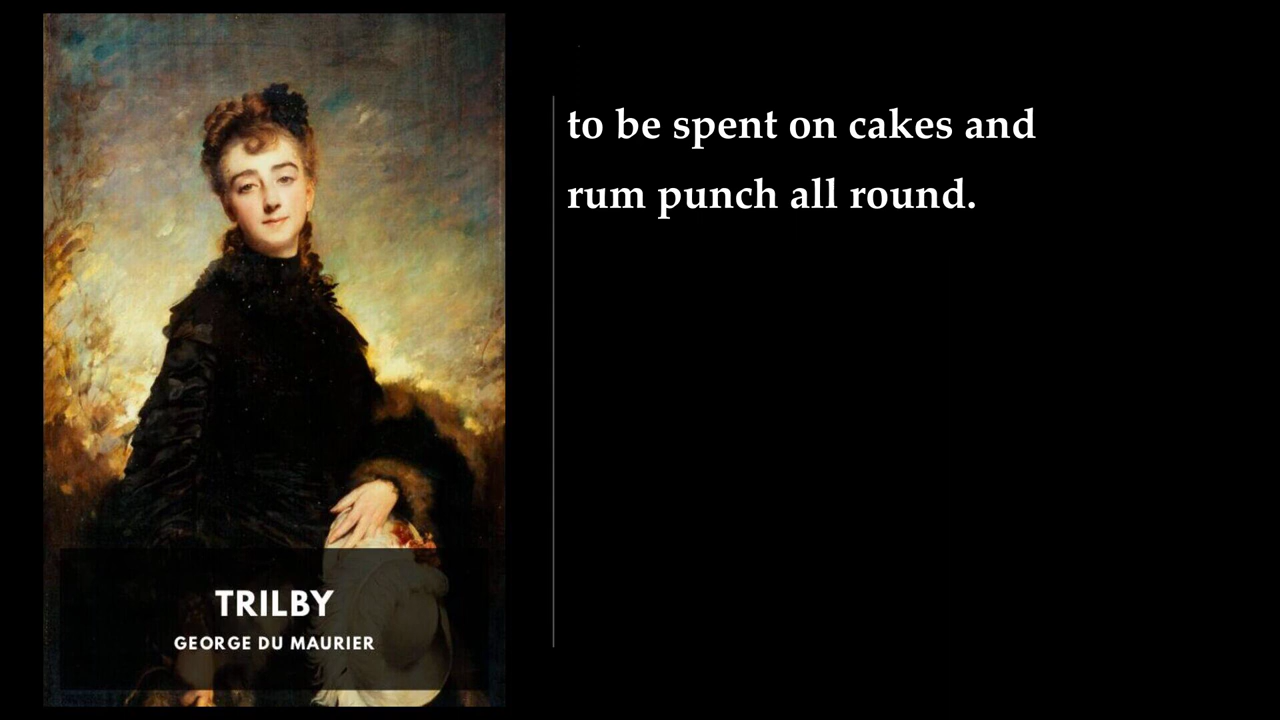 to be spent on cakes and
rum punch all round.
TRILBY
GEORGE DU MAURIER